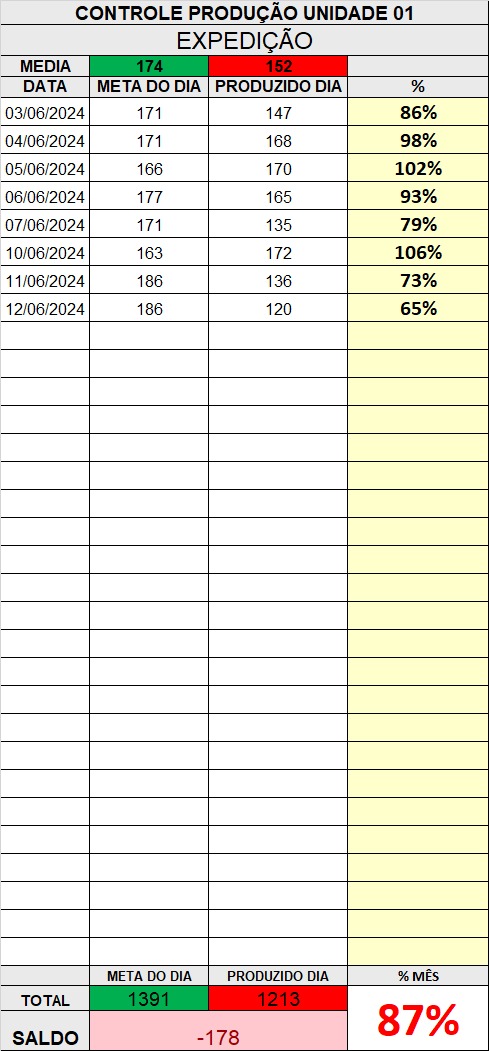 CONTROLE PRODUÇÃO UNIDADE 01
EXPEDIÇÃO
MEDIA 174 152
DATA META DO DIA PRODUZIDO DIA %
03/06/2024 171 147 86%
04/06/2024 171 168 98%
05/06/2024 166 170 102%
06/06/2024 177 165 93%
07/06/2024 171 135 79%
10/06/2024 163 172 106%
11/06/2024 186 136 73%
12/06/2024 186 120 65%
META DO DIA PRODUZIDO DIA % MÊS
TOTAL 1391 1213 87%
SALDO -178